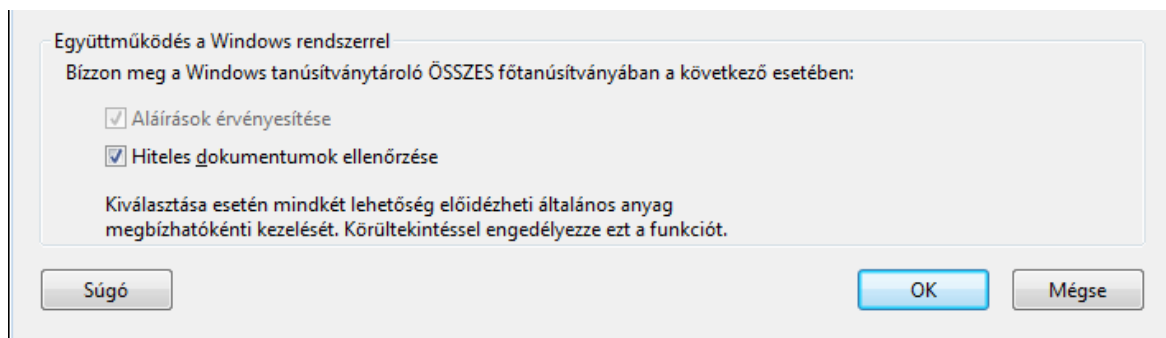 Együttműködés a Windows rendszerrel
Bízzon meg a Windows tanúsítványtároló ÖSSZES főtanúsítványában a következő esetében:
Aláírások érvényesítése
Hiteles dokumentumok ellenőrzése
Kiválasztása esetén mindkét lehetőség előidézheti általános anyag
megbízhatókénti kezelését. Körültekintéssel engedélyezze ezt a funkciót.
Súgó OK Mégse